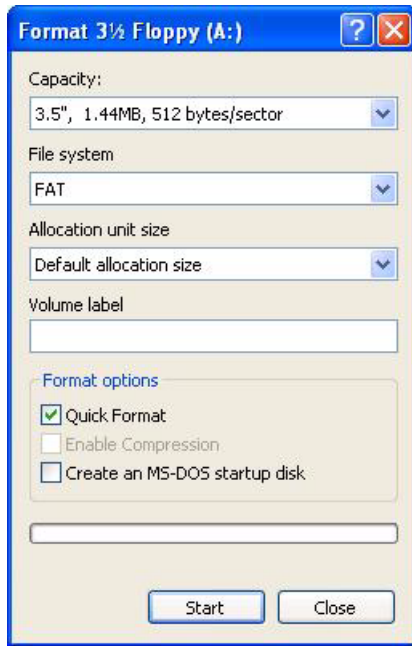 Format 3½ Floppy (A:)
Capacity:
3.5", 1.44MB, 512 bytes/sector
File system
FAT
Allocation unit size
Default allocation size
Volume label
Format options
Quick Format
Enable Compression
Create an MS-DOS startup disk
Start Close